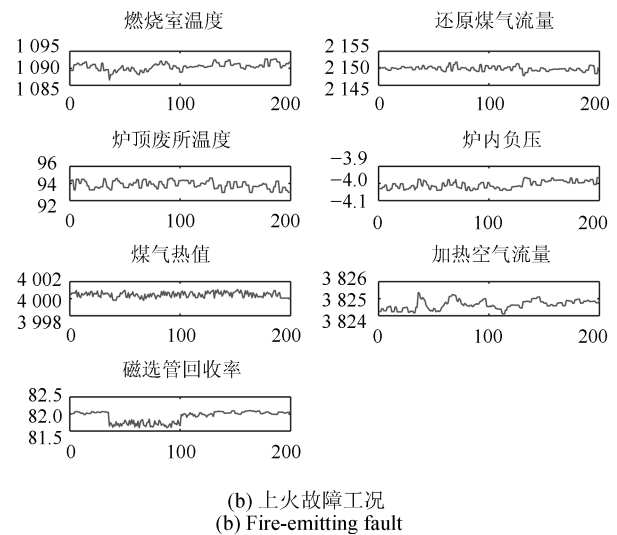 燃烧室温度
1 095
1 090
1 085
0 100 200
还原煤气流量
2 155
2 150
2 145
0 100 200
炉顶废所温度
96
94
92
0 100 200
炉内负压
−3.9
−4.0
−4.1
0 100 200
煤气热值
4 002
4 000
3 998
0 100 200
加热空气流量
3 826
3 825
3 824
0 100 200
磁选管回收率
82.5
82.0
81.5
0 100 200
(b) 上火故障工况
(b) Fire-emitting fault